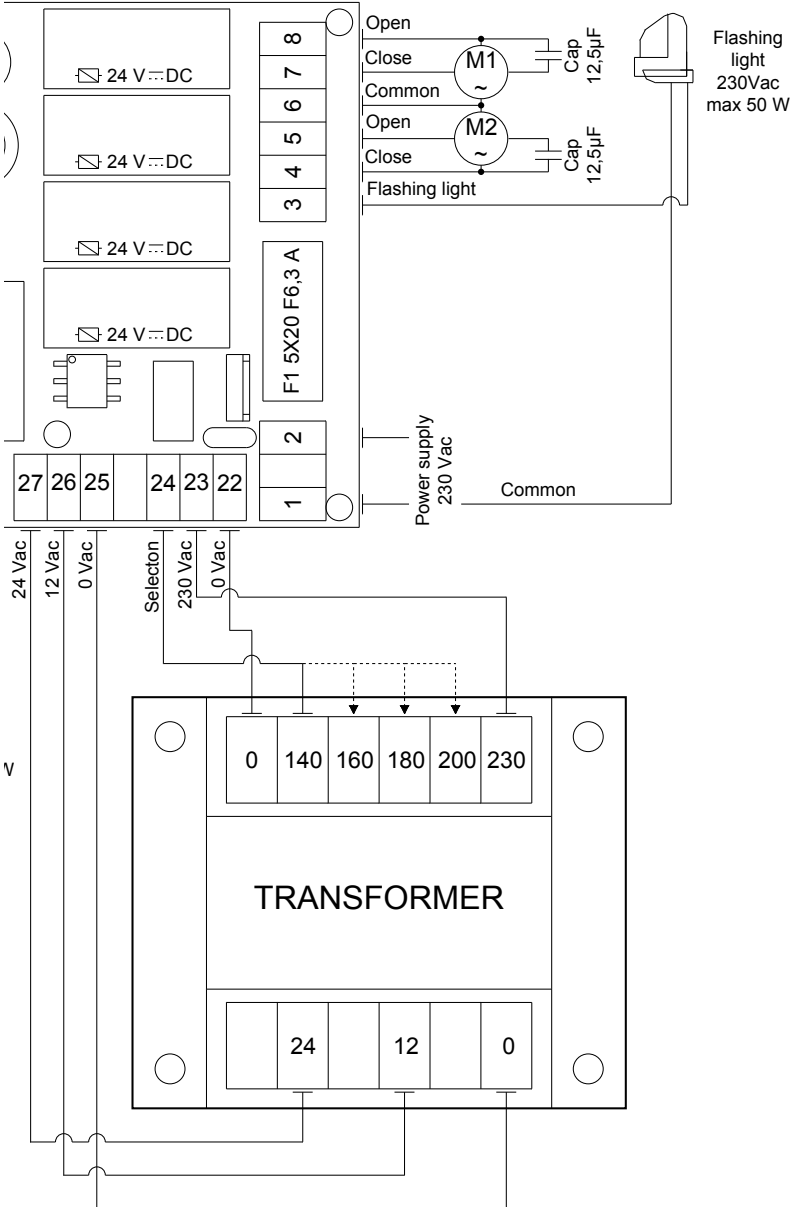 Open
Close
Common
Open
Close
Flashing light
M1
~
M2
~
Cap
12,5µF
Cap
12,5µF
Flashing
light
230Vac
max 50 W
24 V DC
24 V DC
24 V DC
24 V DC
8
7
6
5
4
3
F1 5X20 F6,3 A
2
1
Power supply
230 Vac
Common
27 26 25 24 23 22
24 Vac
12 Vac
0 Vac
Selecton
230 Vac
0 Vac
W
0 140 160 180 200 230
TRANSFORMER
24 12 0